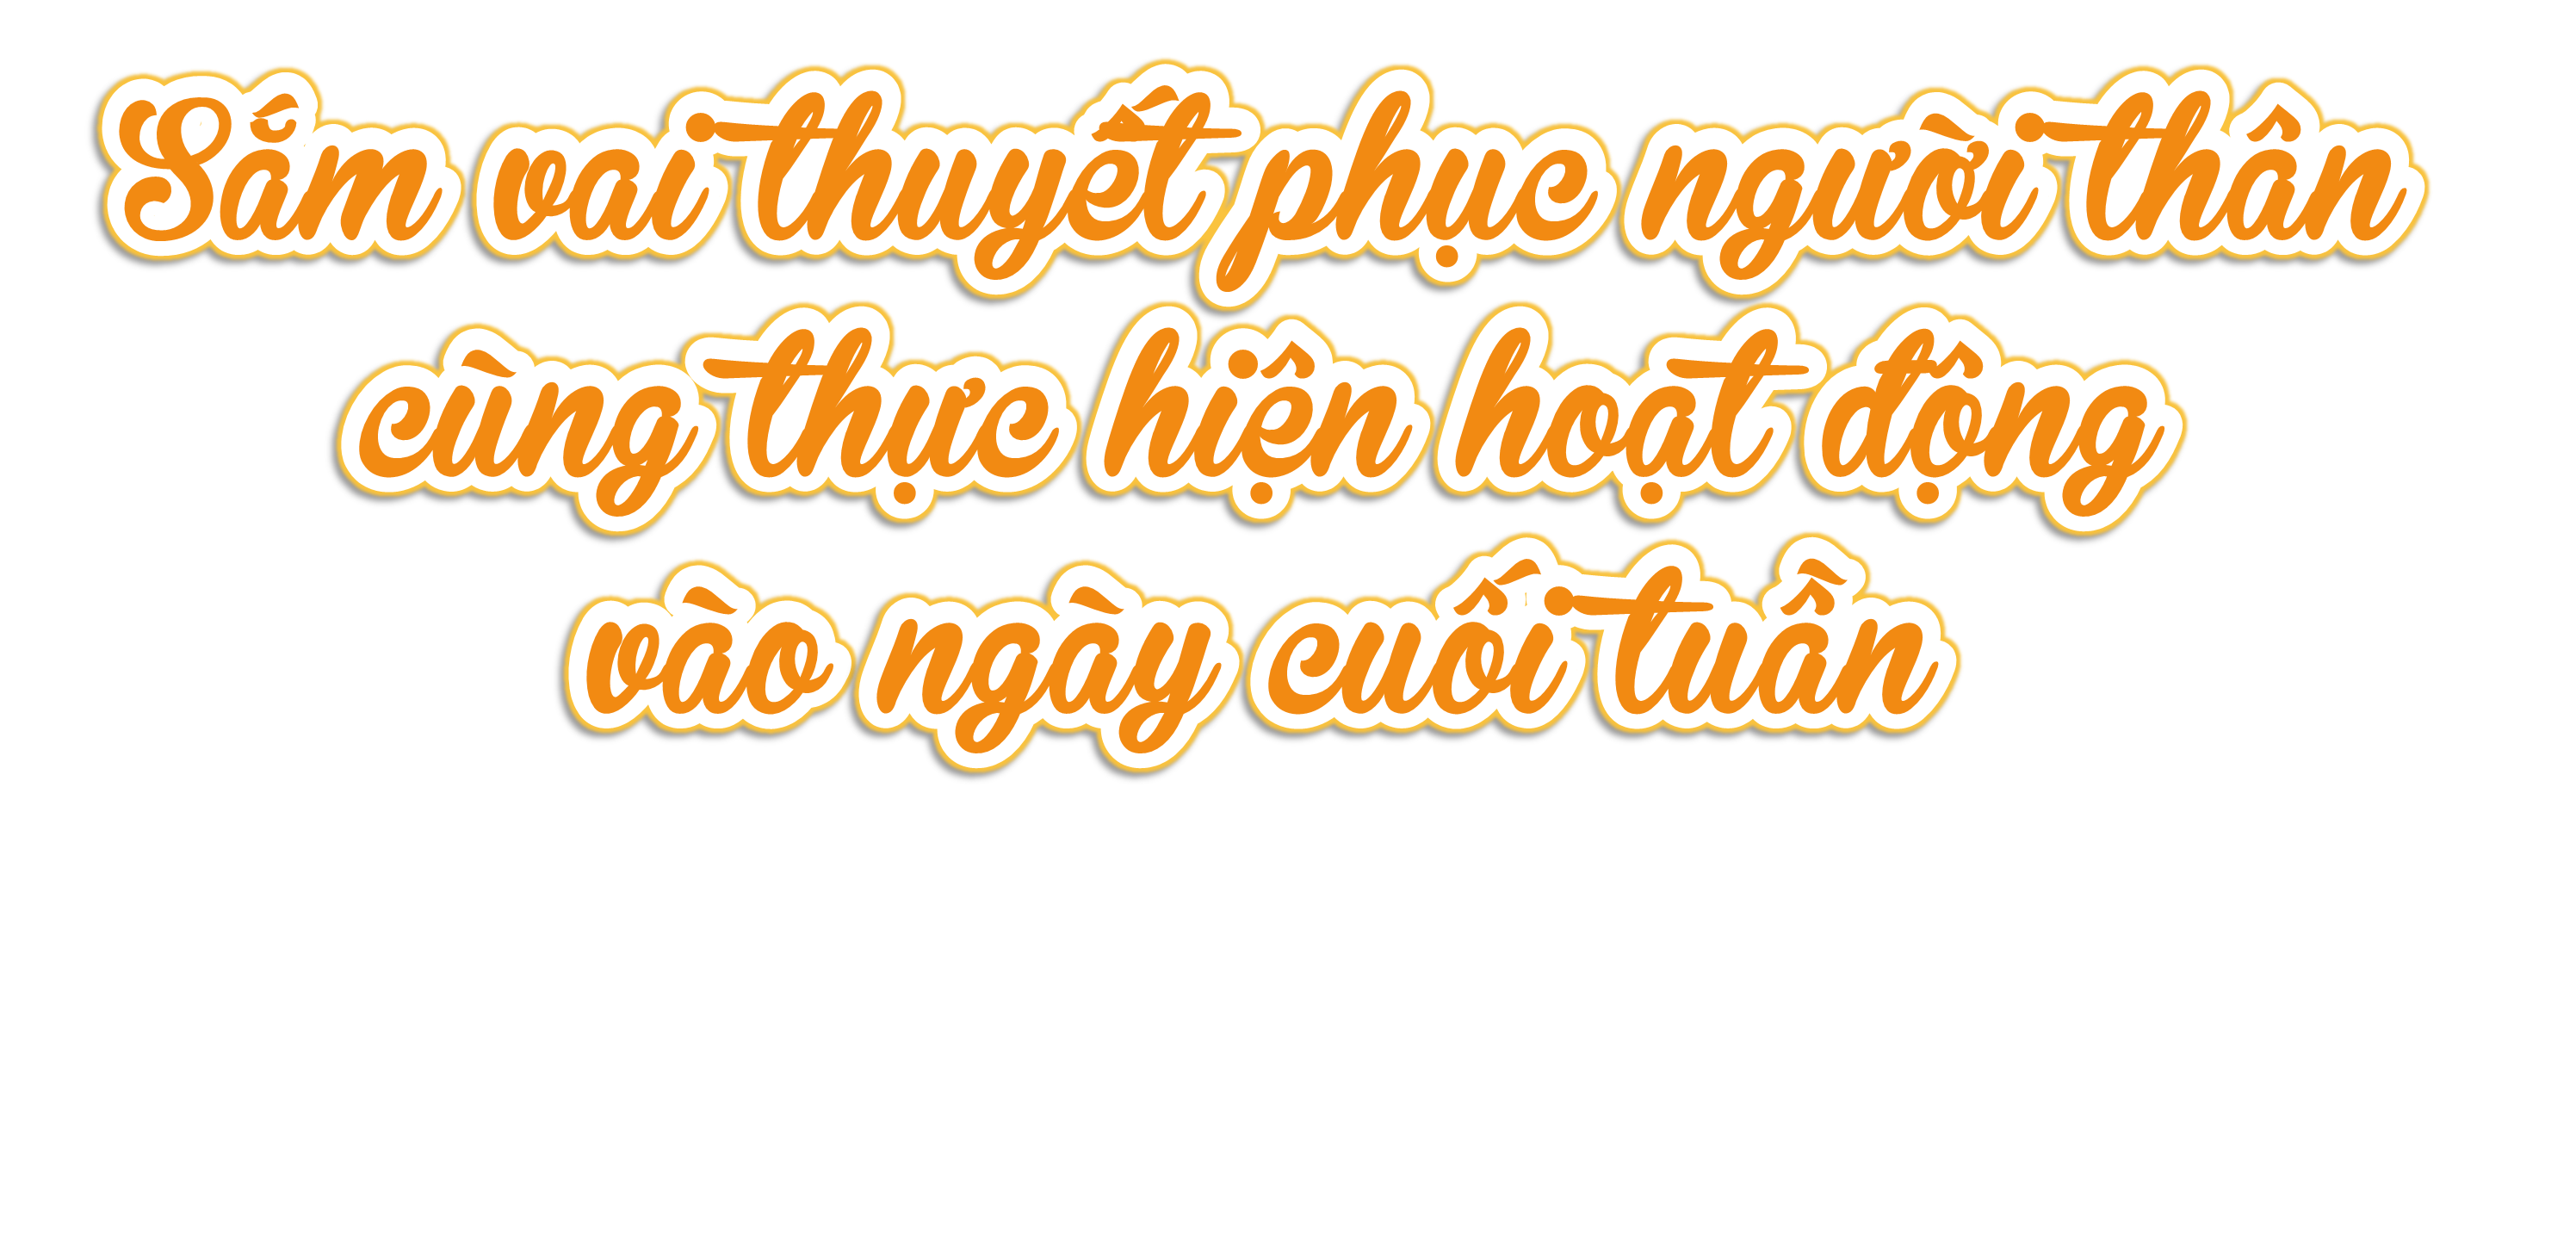 Sắm vai thuyết phục người thân
cùng thực hiện hoạt động
vào ngày cuối tuần